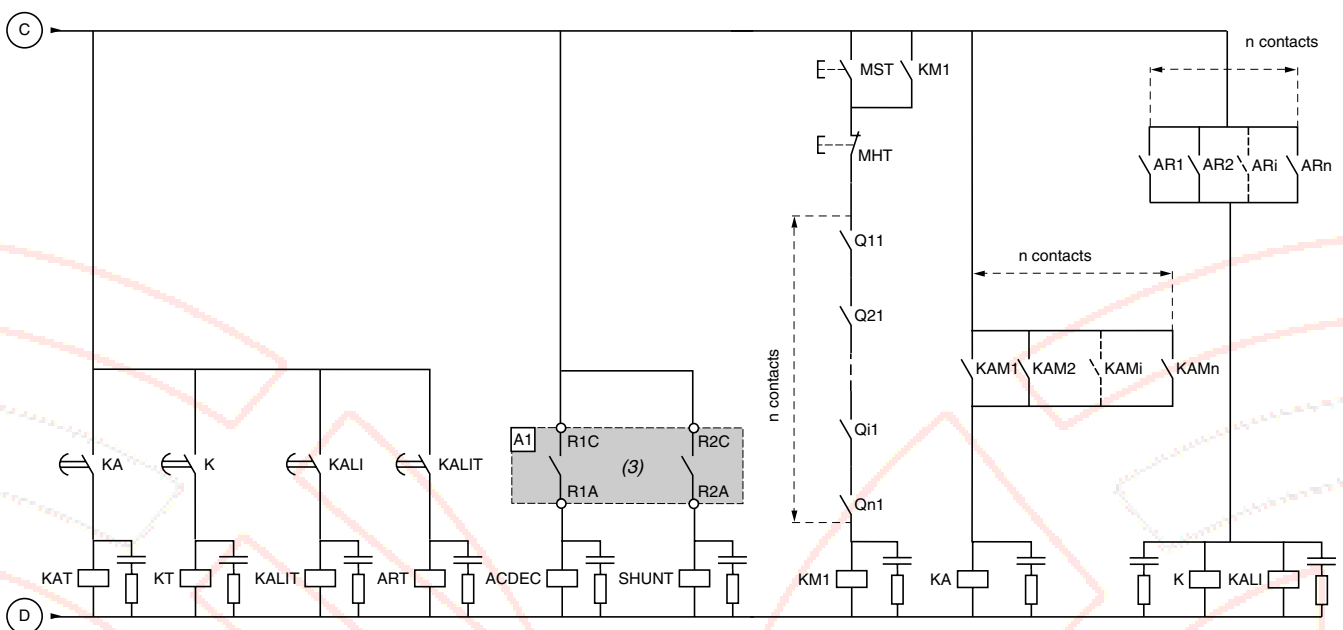 C
n contacts
MST KM1
MHT
AR1 AR2 ARi ARn
Q11
n contacts
Q21
n contacts
KAM1 KAM2 KAMi KAMn
Qi1
A1 R1C R2C
KA K KALI KALIT
(3)
R1A R2A
Qn1
KAT KT KALIT ART ACDEC SHUNT KM1 KA K KALI
D